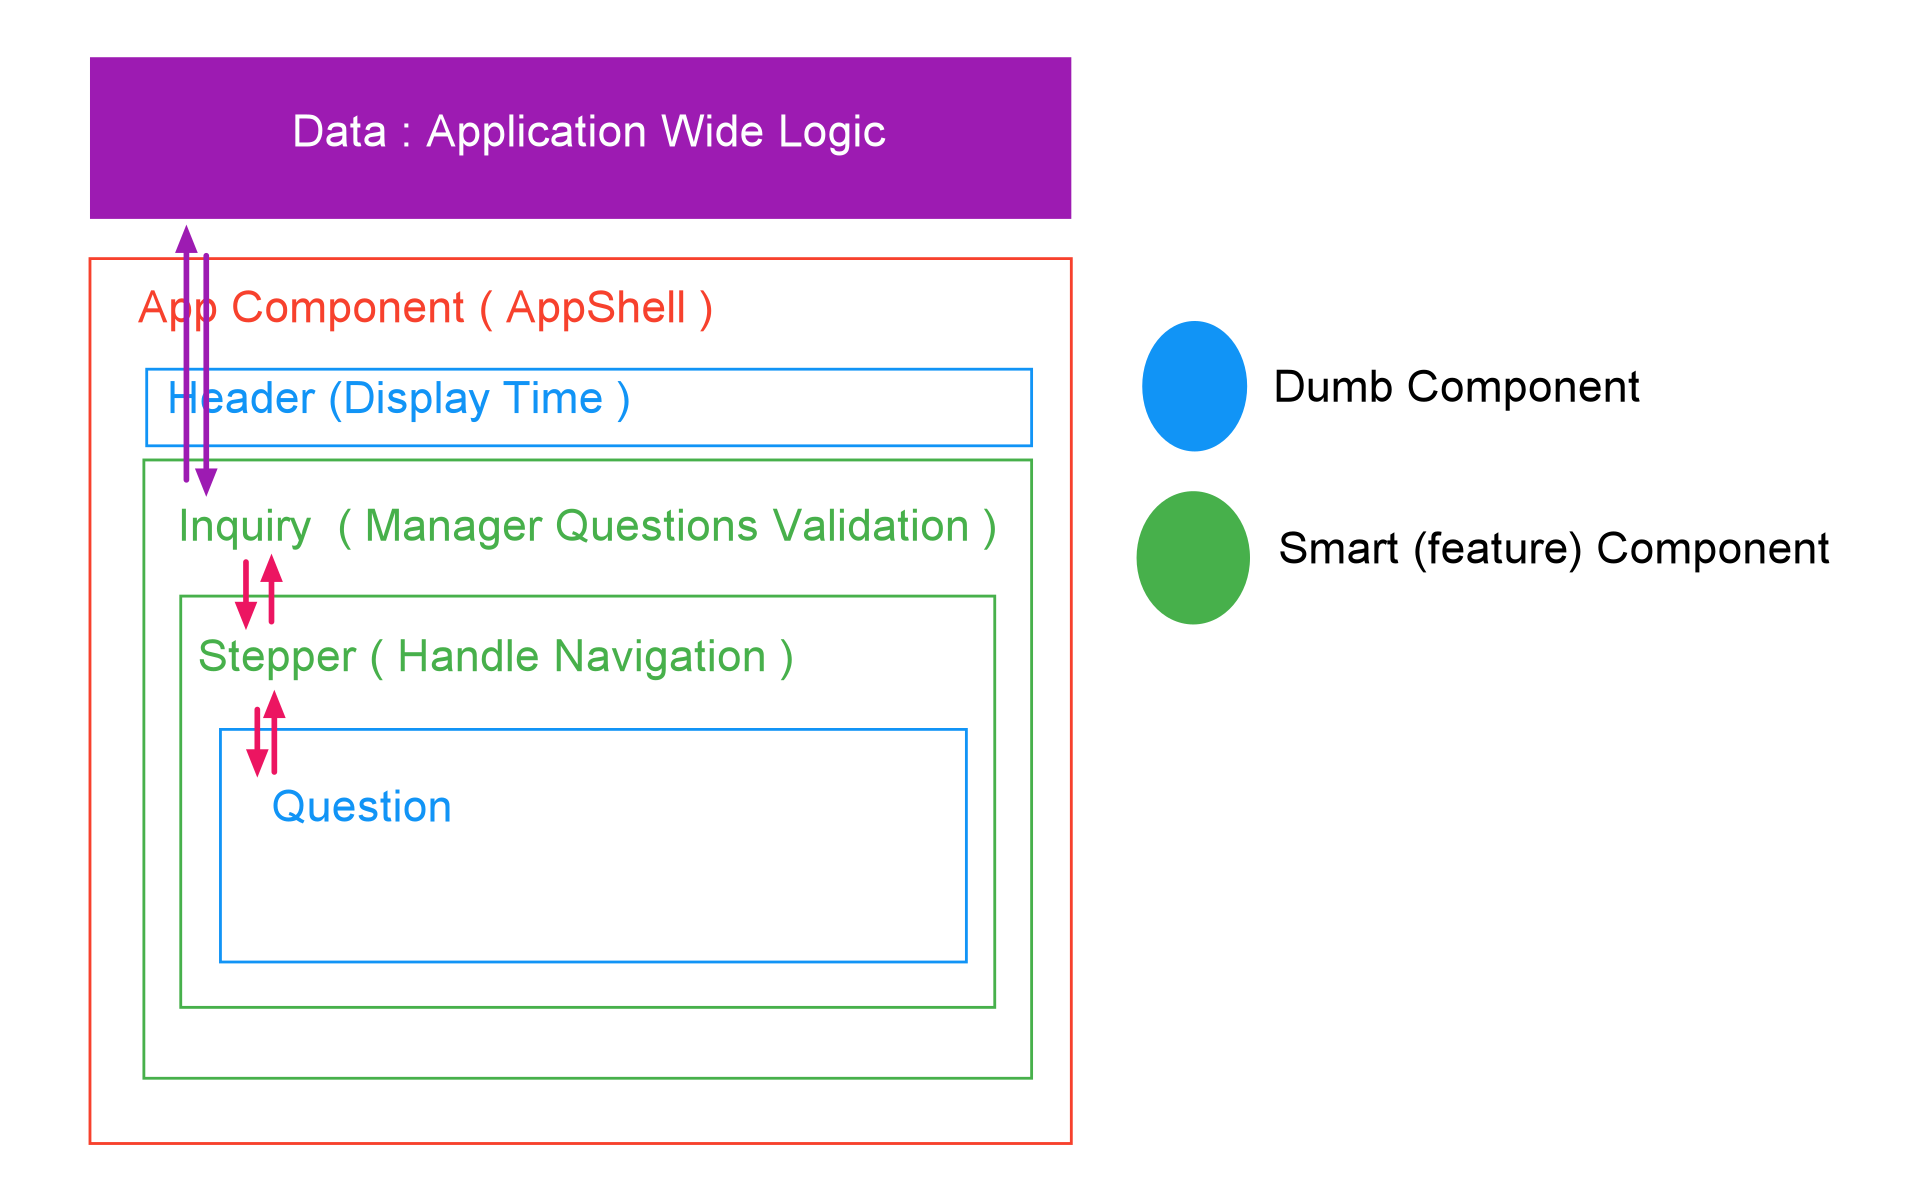 Data : Application Wide Logic
App Component ( AppShell )
Header (Display Time )
Inquiry ( Manager Questions Validation )
Stepper ( Handle Navigation )
Question
Dumb Component
Smart (feature) Component